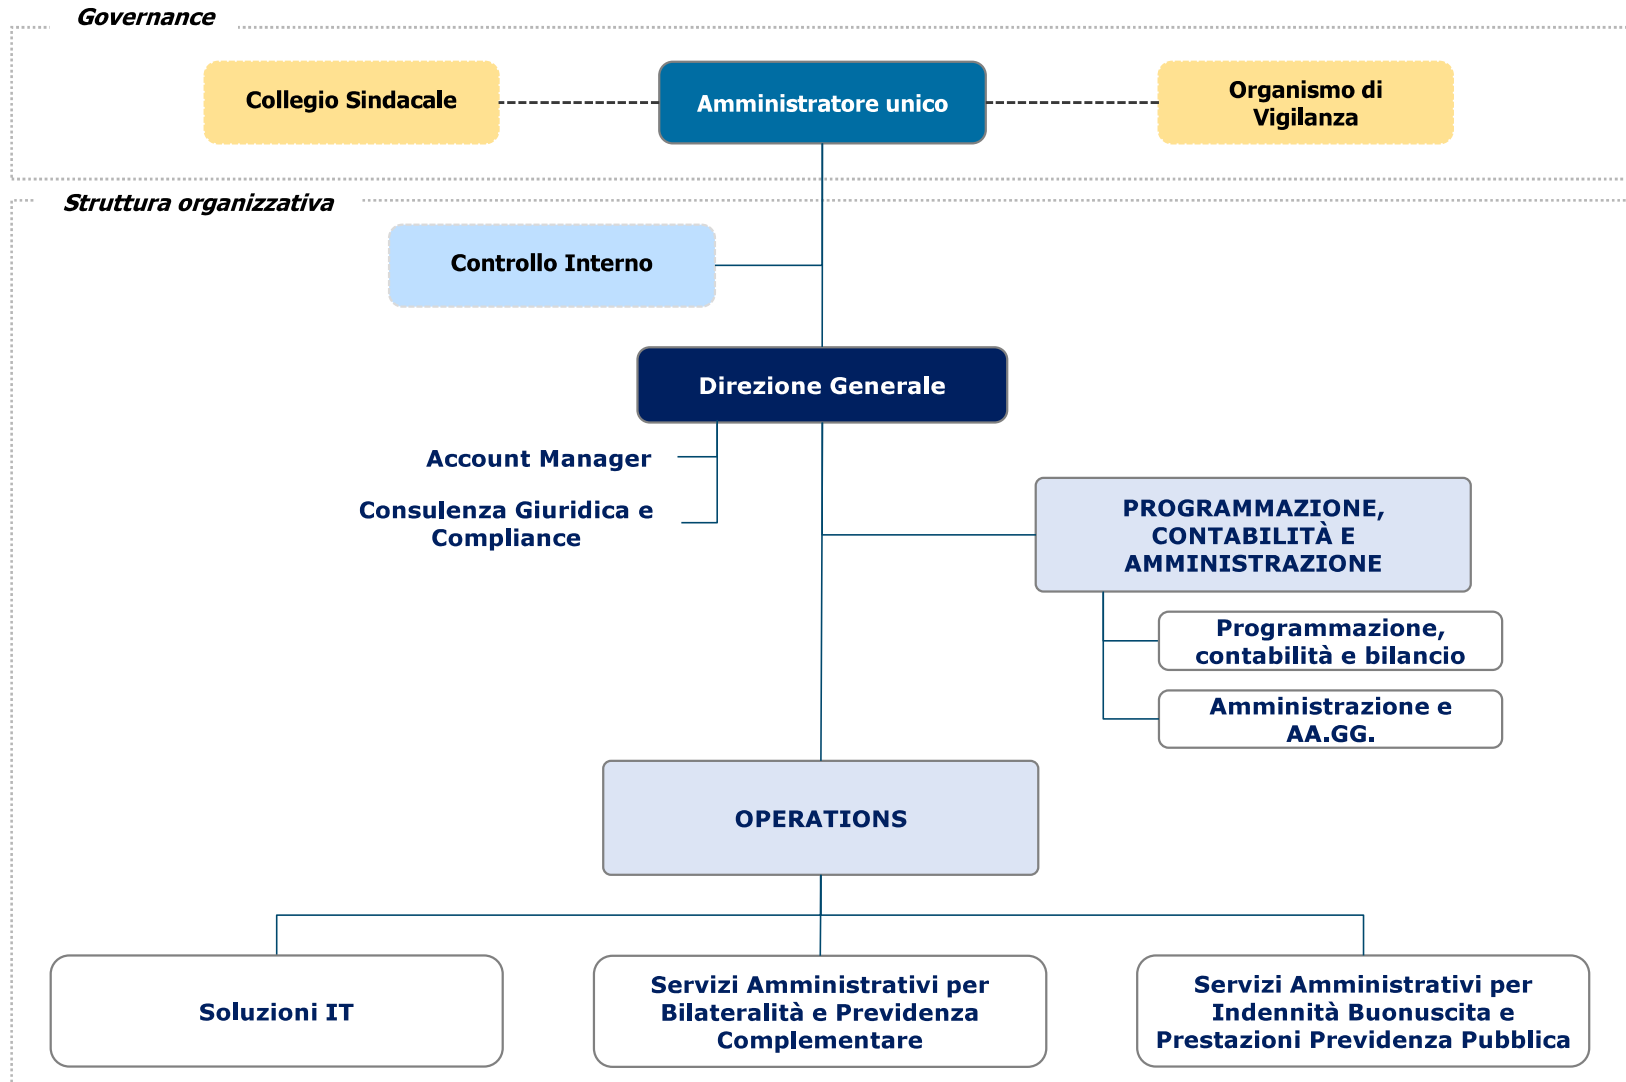 Governance
Collegio Sindacale
Amministratore unico
Organismo di
Vigilanza
Struttura organizzativa
Controllo Interno
Direzione Generale
Account Manager
Consulenza Giuridica e
Compliance
PROGRAMMAZIONE,
CONTABILITÀ E
AMMINISTRAZIONE
Programmazione,
contabilità e bilancio
Amministrazione e
AA.GG.
OPERATIONS
Soluzioni IT
Servizi Amministrativi per
Bilateralità e Previdenza
Complementare
Servizi Amministrativi per
Indennità Buonuscita e
Prestazioni Previdenza Pubblica